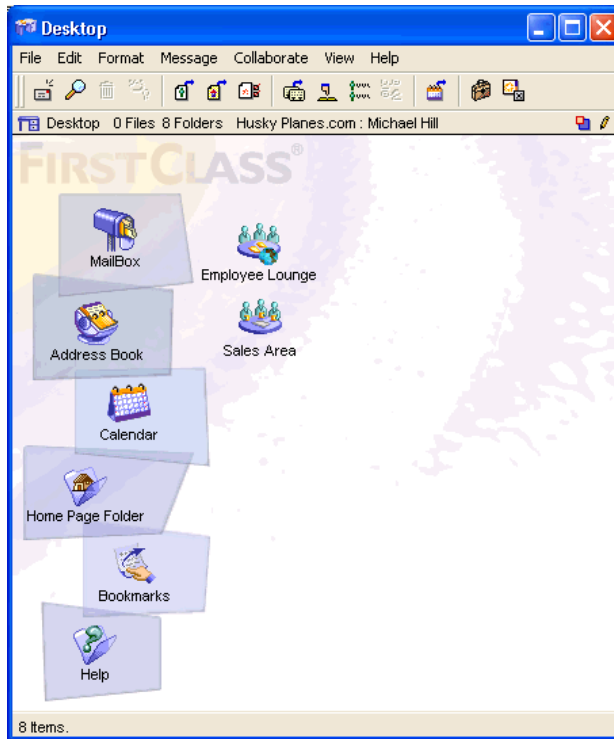 Desktop
File Edit Format Message Collaborate View Help
Desktop 0 Files 8 Folders Husky Planes.com : Michael Hill
FIRSTCLASS®
MailBox
Employee Lounge
Address Book
Sales Area
Calendar
Home Page Folder
Bookmarks
Help
8 Items.